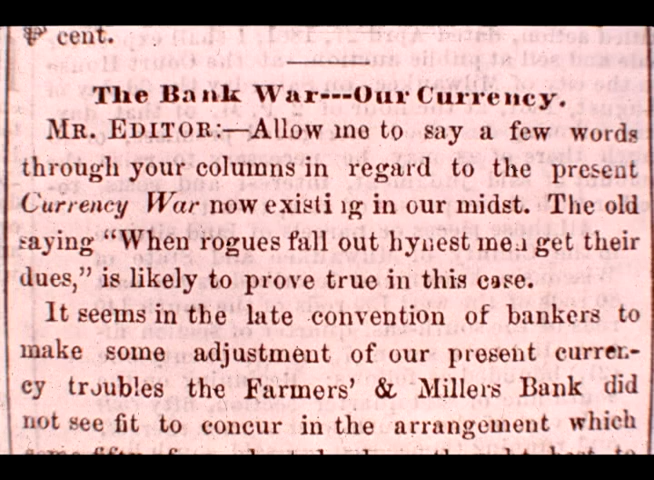 ℔ cent.
The Bank War--Our Currency.
MR. EDITOR:—Allow me to say a few words
through your columns in regard to the present
Currency War now existing in our midst. The old
saying "When rogues fall out hynest men get their
dues," is likely to prove true in this case.
It seems in the late convention of bankers to
make some adjustment of our present curren-
cy troubles the Farmers' & Millers Bank did
not see fit to concur in the arrangement which